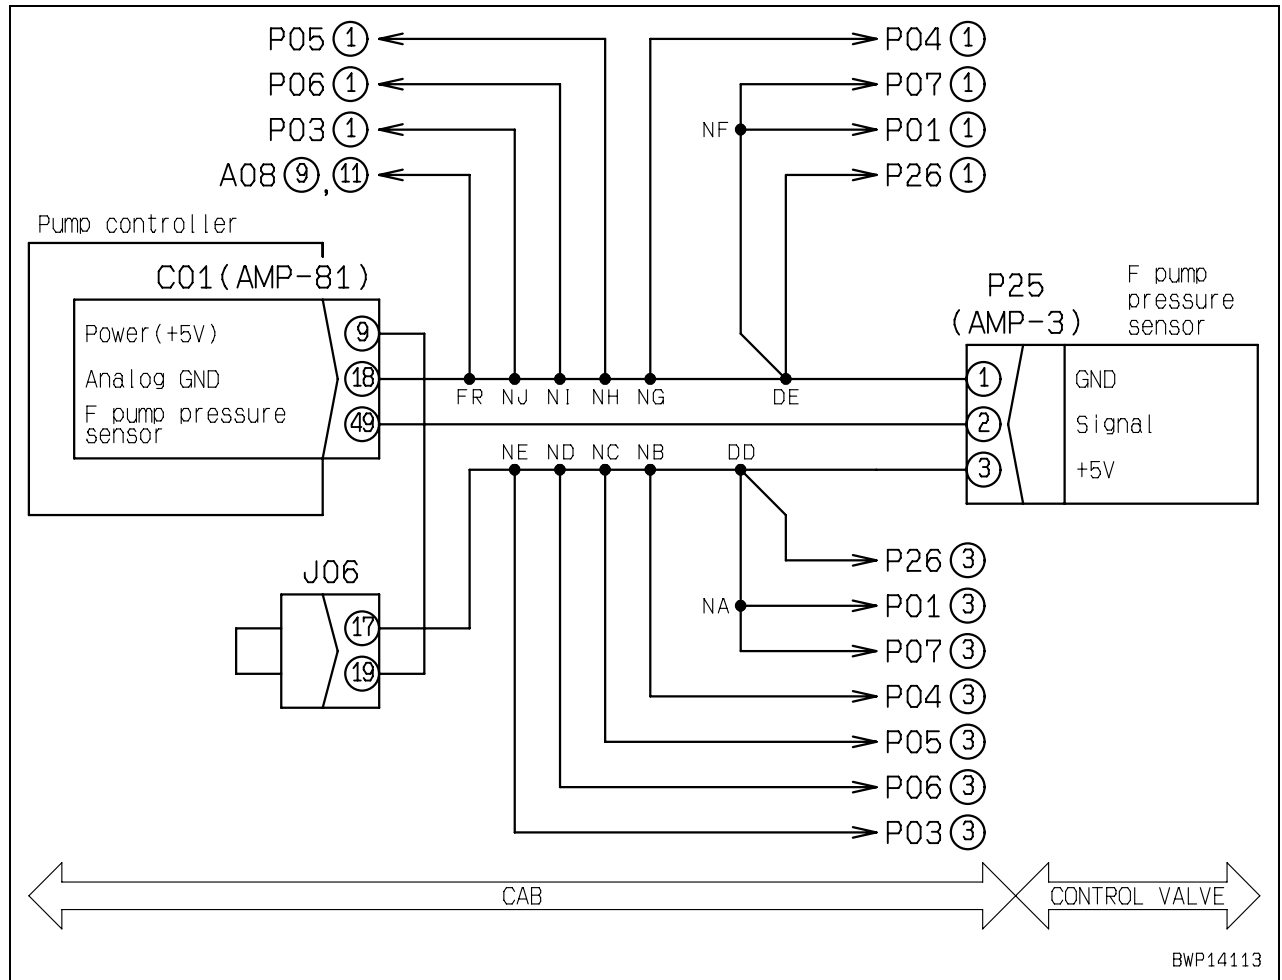 P05 1
P04 1
P06 1
P07 1
P03 1
NF
P01 1
A08 9, 11
P26 1
Pump controller
C01(AMP-81)
Power(+5V) 9
Analog GND 18
F pump pressure
sensor
49
FR NJ NI NH NG DE
P25
(AMP-3)
F pump
pressure
sensor
1 GND
2 Signal
3 +5V
NE ND NC NB DD
J06
17
19
P26 3
NA
P01 3
P07 3
P04 3
P05 3
P06 3
P03 3
CAB
CONTROL VALVE
BWP14113